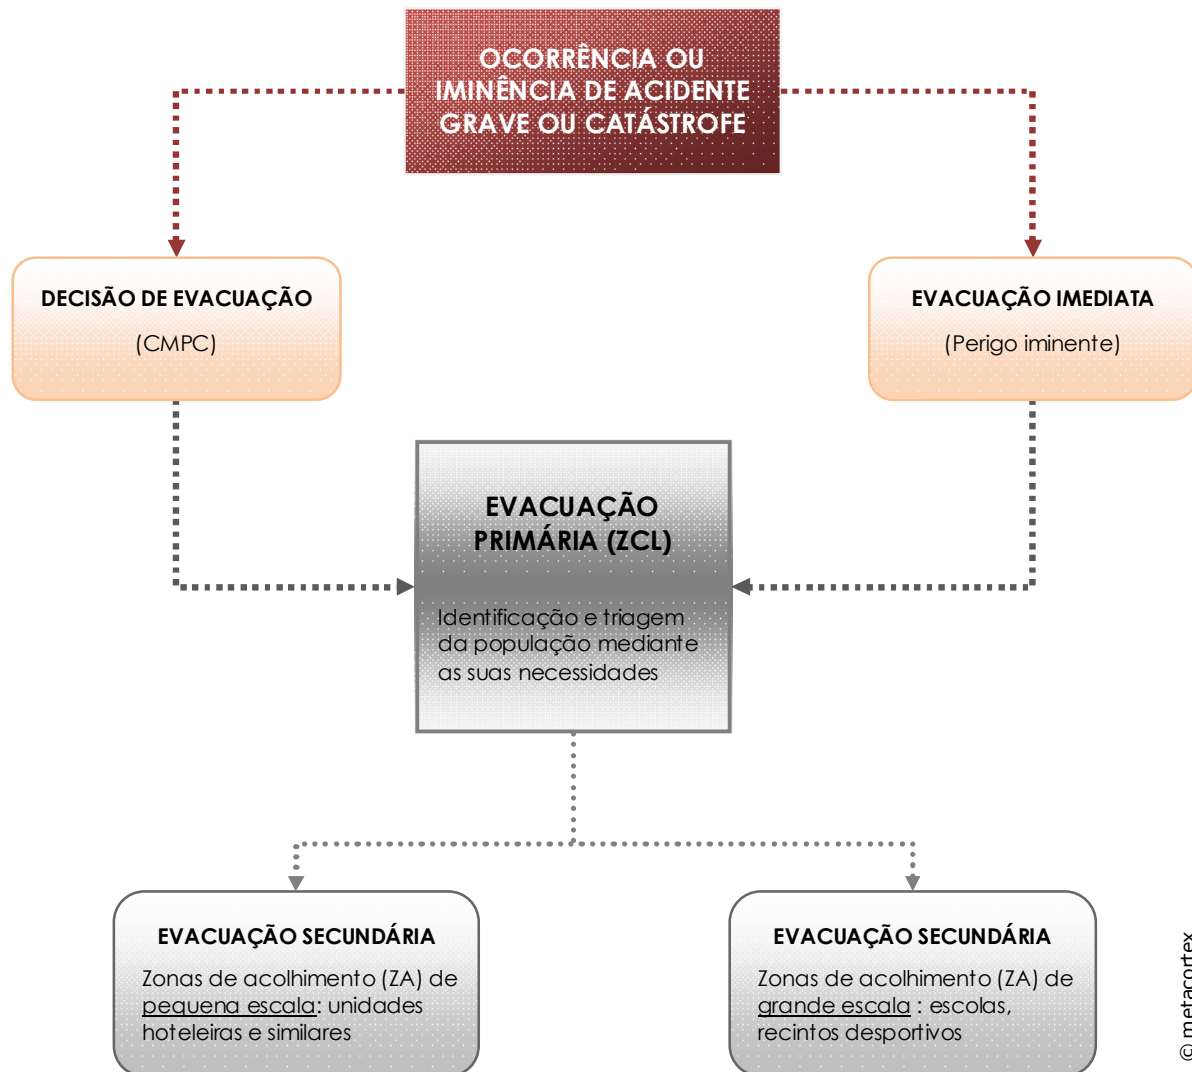 OCORRÊNCIA OU
IMINÊNCIA DE ACIDENTE
GRAVE OU CATÁSTROFE
DECISÃO DE EVACUAÇÃO
(CMPC)
EVACUAÇÃO IMEDIATA
(Perigo iminente)
EVACUAÇÃO
PRIMÁRIA (ZCL)
Identificação e triagem
da população mediante
as suas necessidades
EVACUAÇÃO SECUNDÁRIA
Zonas de acolhimento (ZA) de
pequena escala: unidades
hoteleiras e similares
EVACUAÇÃO SECUNDÁRIA
Zonas de acolhimento (ZA) de
grande escala : escolas,
recintos desportivos
© metacortex